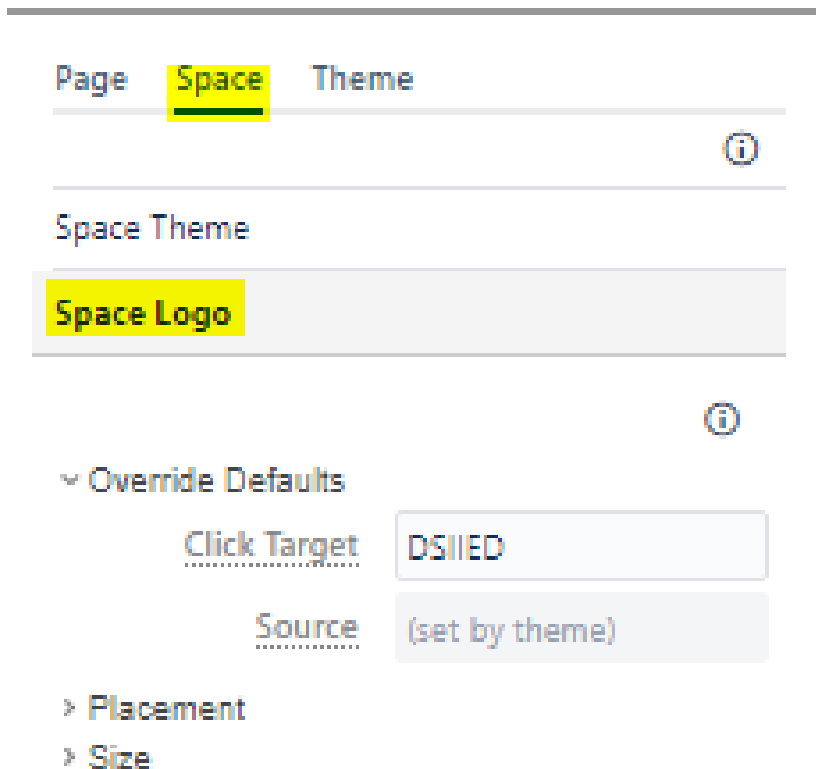 Page Space Theme
Space Theme
Space Logo
Override Defaults
Click Target DSIIED
Source (set by theme)
Placement
Size